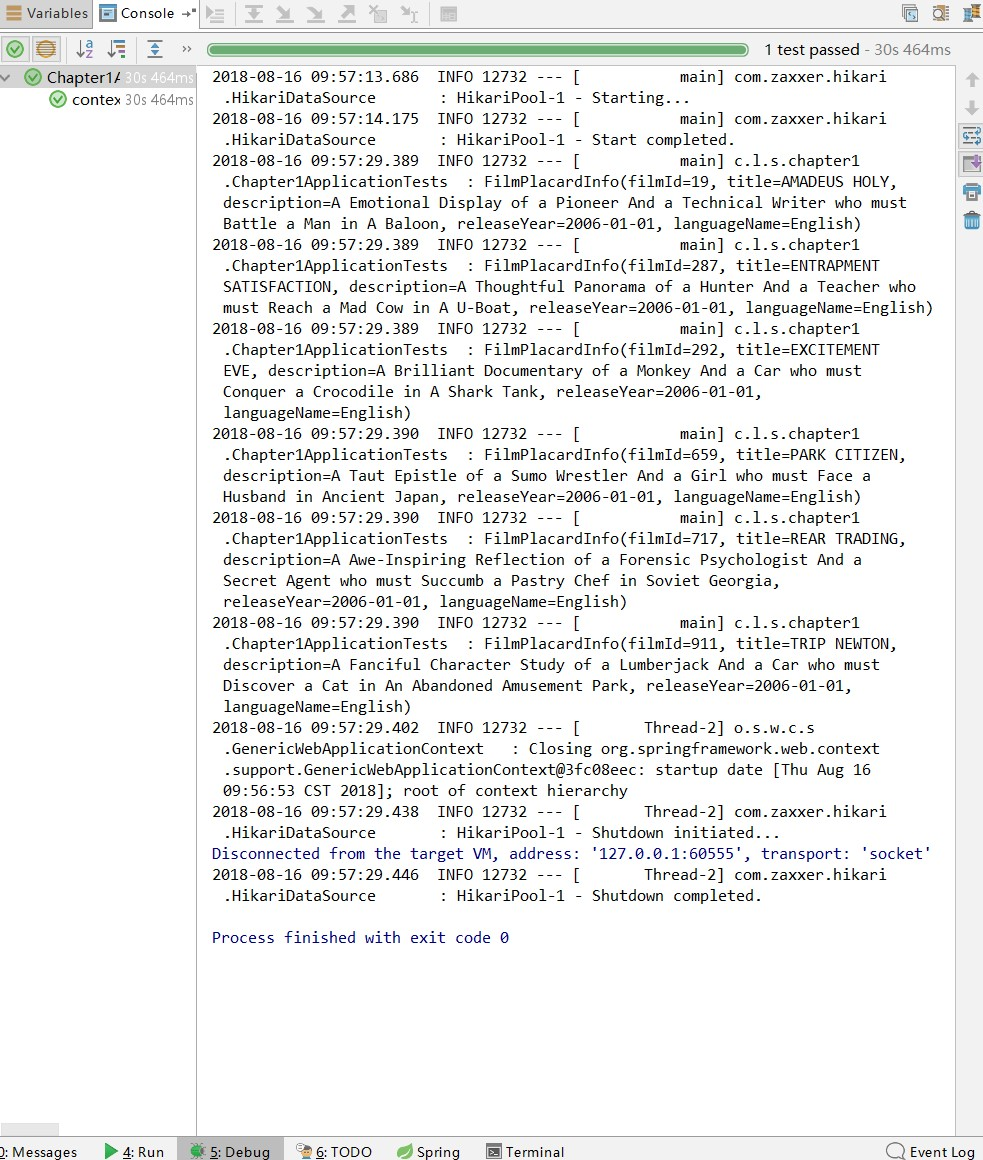 Variables Console
1 test passed - 30s 464ms
Chapter1A 30s 464ms
contex 30s 464ms
2018-08-16 09:57:13.686  INFO 12732 --- [           main] com.zaxxer.hikari
.HikariDataSource       : HikariPool-1 - Starting...
2018-08-16 09:57:14.175  INFO 12732 --- [           main] com.zaxxer.hikari
.HikariDataSource       : HikariPool-1 - Start completed.
2018-08-16 09:57:29.389  INFO 12732 --- [           main] c.l.s.chapter1
.Chapter1ApplicationTests  : FilmPlacardInfo(filmId=19, title=AMADEUS HOLY,
description=A Emotional Display of a Pioneer And a Technical Writer who must
Battle a Man in A Baloon, releaseYear=2006-01-01, languageName=English)
2018-08-16 09:57:29.389  INFO 12732 --- [           main] c.l.s.chapter1
.Chapter1ApplicationTests  : FilmPlacardInfo(filmId=287, title=ENTRAPMENT
SATISFACTION, description=A Thoughtful Panorama of a Hunter And a Teacher who
must Reach a Mad Cow in A U-Boat, releaseYear=2006-01-01, languageName=English)
2018-08-16 09:57:29.389  INFO 12732 --- [           main] c.l.s.chapter1
.Chapter1ApplicationTests  : FilmPlacardInfo(filmId=292, title=EXCITEMENT
EVE, description=A Brilliant Documentary of a Monkey And a Car who must
Conquer a Crocodile in A Shark Tank, releaseYear=2006-01-01,
languageName=English)
2018-08-16 09:57:29.390  INFO 12732 --- [           main] c.l.s.chapter1
.Chapter1ApplicationTests  : FilmPlacardInfo(filmId=659, title=PARK CITIZEN,
description=A Taut Epistle of a Sumo Wrestler And a Girl who must Face a
Husband in Ancient Japan, releaseYear=2006-01-01, languageName=English)
2018-08-16 09:57:29.390  INFO 12732 --- [           main] c.l.s.chapter1
.Chapter1ApplicationTests  : FilmPlacardInfo(filmId=717, title=REAR TRADING,
description=A Awe-Inspiring Reflection of a Forensic Psychologist And a
Secret Agent who must Succumb a Pastry Chef in Soviet Georgia,
releaseYear=2006-01-01, languageName=English)
2018-08-16 09:57:29.390  INFO 12732 --- [           main] c.l.s.chapter1
.Chapter1ApplicationTests  : FilmPlacardInfo(filmId=911, title=TRIP NEWTON,
description=A Fanciful Character Study of a Lumberjack And a Car who must
Discover a Cat in An Abandoned Amusement Park, releaseYear=2006-01-01,
languageName=English)
2018-08-16 09:57:29.402  INFO 12732 --- [       Thread-2] o.s.w.c.s
.GenericWebApplicationContext   : Closing org.springframework.web.context
.support.GenericWebApplicationContext@3fc08eec: startup date [Thu Aug 16
09:56:53 CST 2018]; root of context hierarchy
2018-08-16 09:57:29.438  INFO 12732 --- [       Thread-2] com.zaxxer.hikari
.HikariDataSource       : HikariPool-1 - Shutdown initiated...
Disconnected from the target VM, address: '127.0.0.1:60555', transport: 'socket'
2018-08-16 09:57:29.446  INFO 12732 --- [       Thread-2] com.zaxxer.hikari
.HikariDataSource       : HikariPool-1 - Shutdown completed.
Process finished with exit code 0
0: Messages 4: Run 5: Debug 6: TODO Spring Terminal Event Log